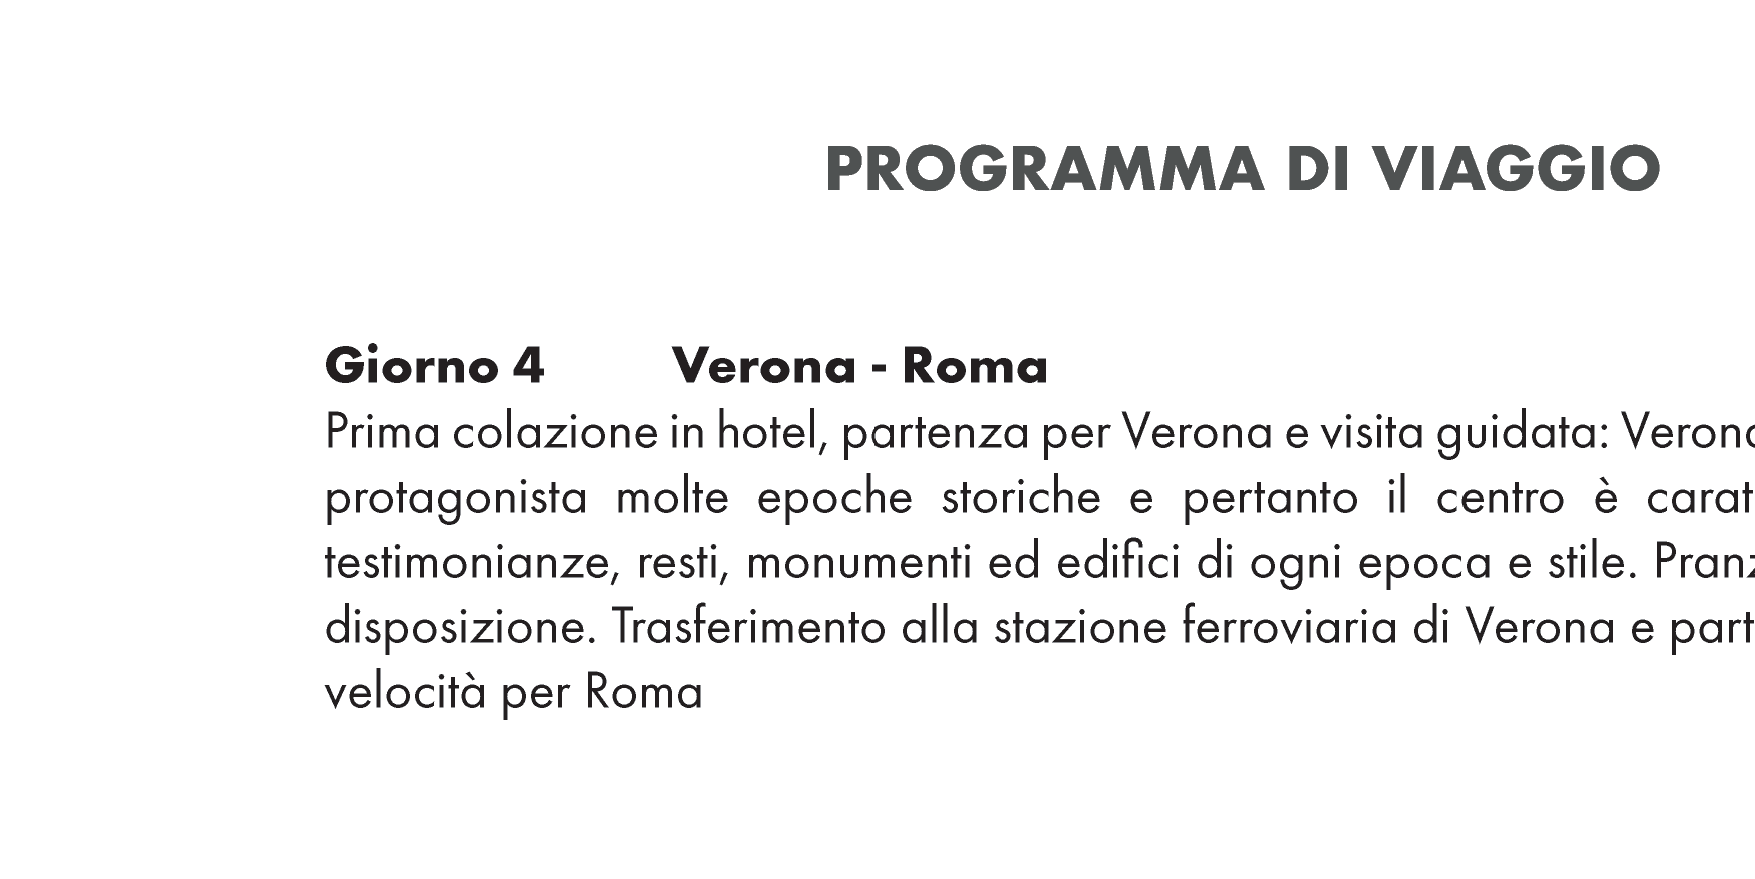 PROGRAMMA DI VIAGGIO
Giorno 4 Verona - Roma
Prima colazione in hotel, partenza per Verona e visita guidata:
protagonista molte epoche storiche e pertanto il centro è
testimonianze, resti, monumenti ed edifici di ogni epoca e stile.
disposizione. Trasferimento alla stazione ferroviaria di Verona e
velocità per Roma